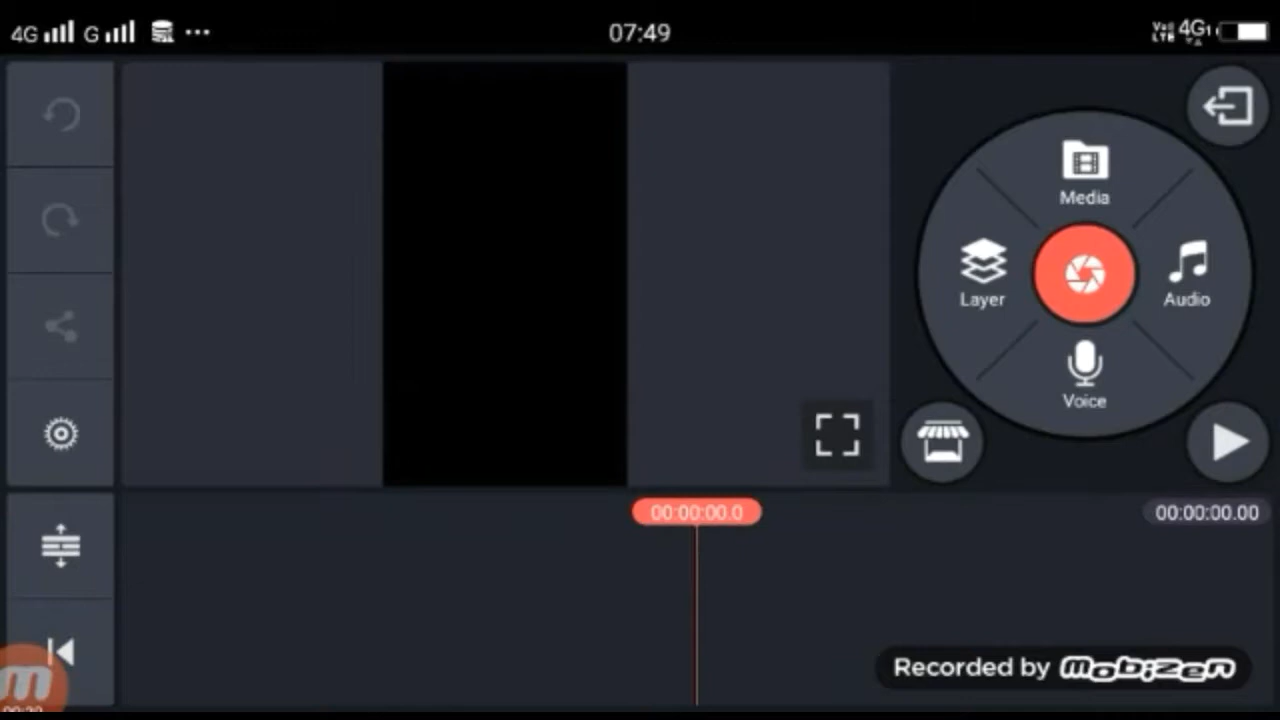 4G G 07:49 4G
Media
Layer
Audio
Voice
00:00:00.0
00:00:00.00
Recorded by mobizen